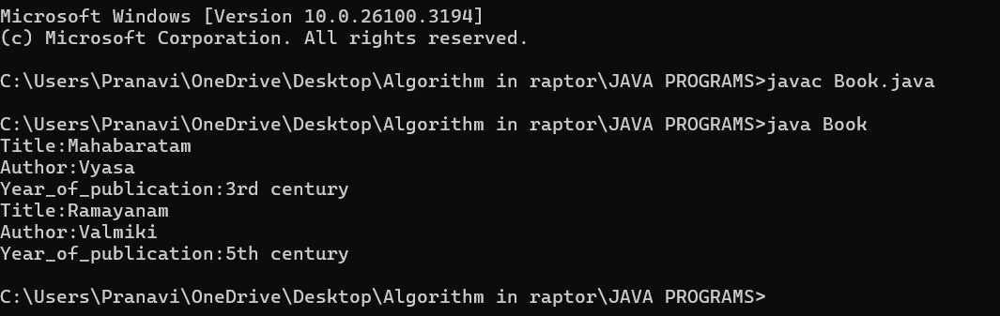 Microsoft Windows [Version 10.0.26100.3194]
(c) Microsoft Corporation. All rights reserved.
C:\Users\Pranavi\OneDrive\Desktop\Algorithm in raptor\JAVA PROGRAMS>javac Book.java
C:\Users\Pranavi\OneDrive\Desktop\Algorithm in raptor\JAVA PROGRAMS>java Book
Title:Mahabaratam
Author:Vyasa
Year_of_publication:3rd century
Title:Ramayanam
Author:Valmiki
Year_of_publication:5th century
C:\Users\Pranavi\OneDrive\Desktop\Algorithm in raptor\JAVA PROGRAMS>